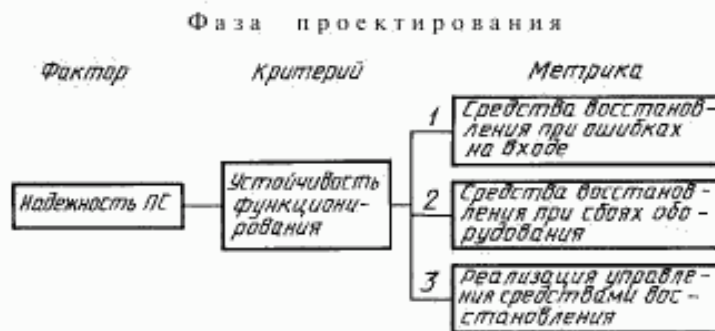 Фаза проектирования
Фактор Критерий Метрика
1 Средства восстанов-
ления при ошибках
на входе
Надежность ПС
Устойчивость
функциони-
рования
2 Средства восстанов-
ления при сбоях обо-
рудования
3 Реализация управле-
ния средствами вос-
становления